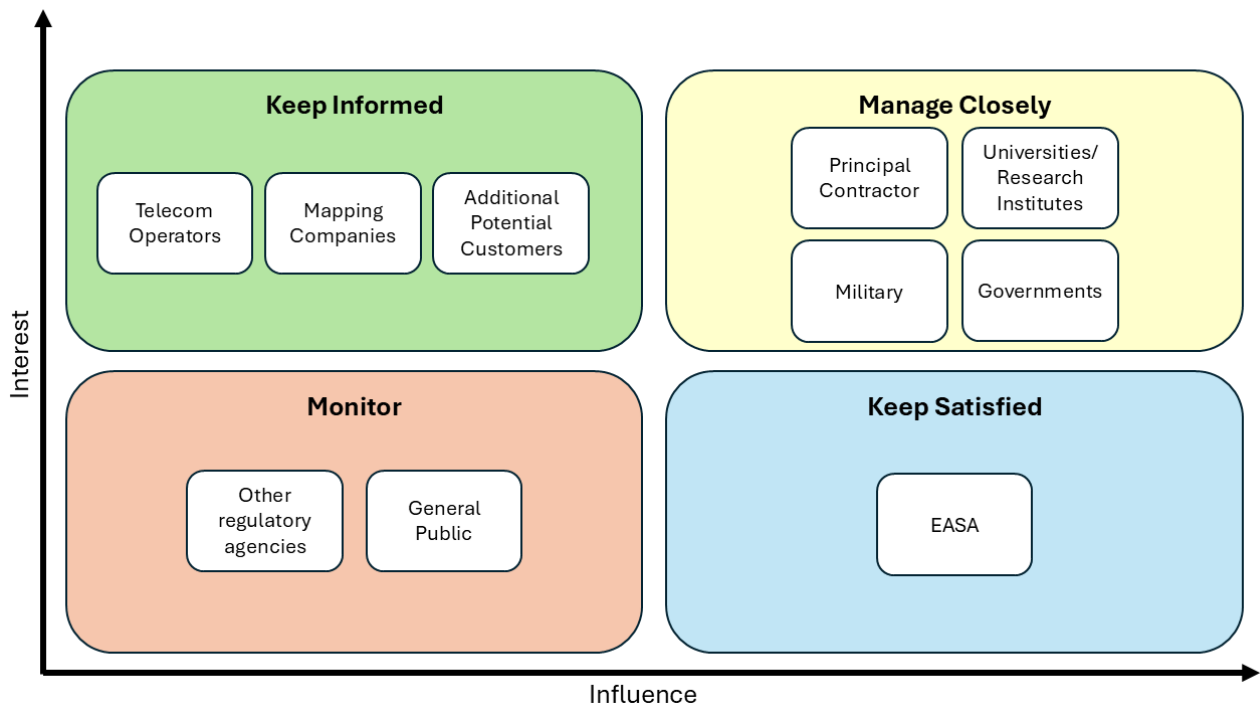 Keep Informed
Telecom
Operators
Mapping
Companies
Additional
Potential
Customers
Manage Closely
Principal
Contractor
Universities/
Research
Institutes
Military
Governments
Monitor
Other
regulatory
agencies
General
Public
Keep Satisfied
EASA
Interest
Influence